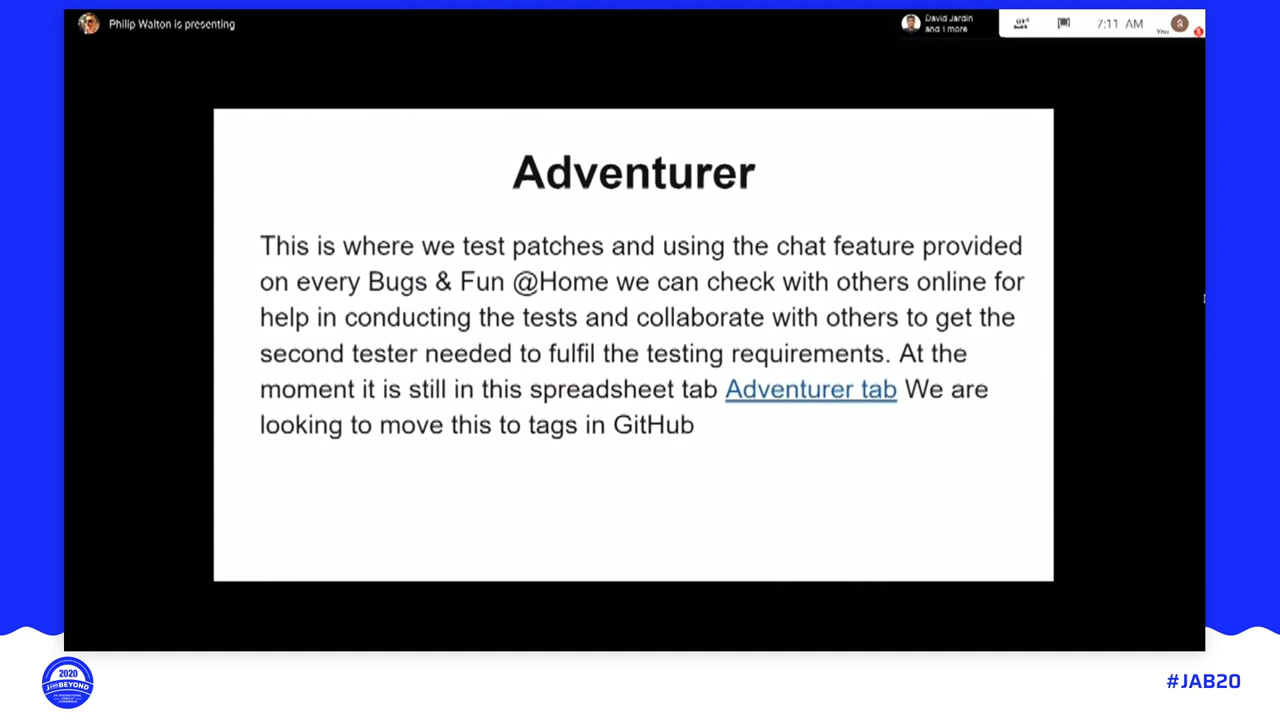 Philip Walton is presenting
David Jardin
and 1 more
7:11 AM
You
S
Adventurer
This is where we test patches and using the chat feature provided
on every Bugs & Fun @Home we can check with others online for
help in conducting the tests and collaborate with others to get the
second tester needed to fulfil the testing requirements. At the
moment it is still in this spreadsheet tab Adventurer tab We are
looking to move this to tags in GitHub
2020
BEYOND
#JAB20